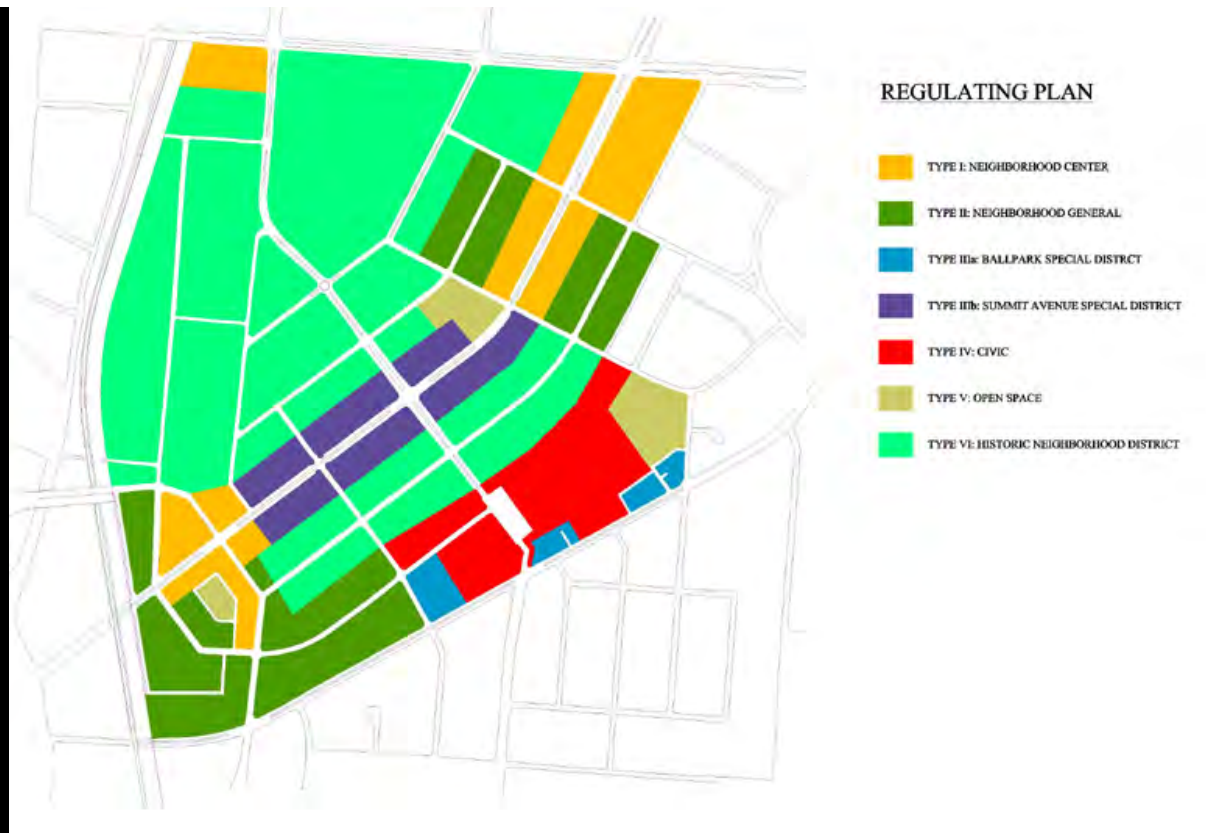 REGULATING PLAN
TYPE I: NEIGHBORHOOD CENTER
TYPE II: NEIGHBORHOOD GENERAL
TYPE IIIa: BALLPARK SPECIAL DISTRCT
TYPE IIIb: SUMMIT AVENUE SPECIAL DISTRICT
TYPE IV: CIVIC
TYPE V: OPEN SPACE
TYPE VI: HISTORIC NEIGHBORHOOD DISTRICT